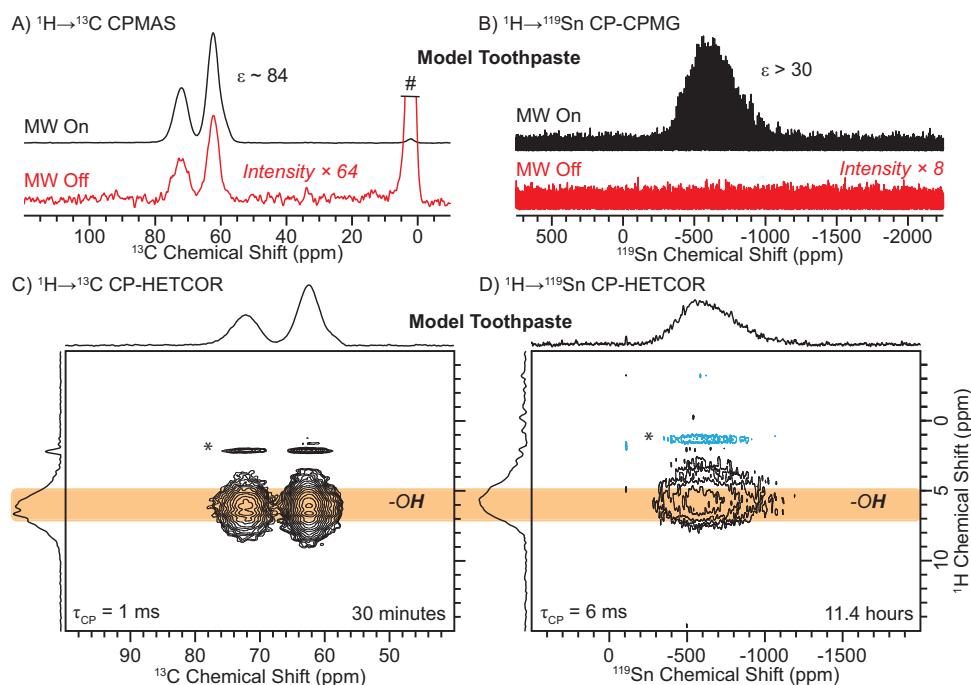 A) ¹H→¹³C CPMAS
B) ¹H→¹¹⁹Sn CP-CPMG
Model Toothpaste
ε ~ 84
#
ε > 30
MW On
MW On
MW Off
Intensity × 64
MW Off
Intensity × 8
100 80 60 40 20 0
¹³C Chemical Shift (ppm)
500 0 -500 -1000 -1500 -2000
¹¹⁹Sn Chemical Shift (ppm)
C) ¹H→¹³C CP-HETCOR
D) ¹H→¹¹⁹Sn CP-HETCOR
Model Toothpaste
*
-OH
τCP = 1 ms
30 minutes
90 80 70 60 50
¹³C Chemical Shift (ppm)
*
-OH
τCP = 6 ms
11.4 hours
0 -500 -1000 -1500
¹¹⁹Sn Chemical Shift (ppm)
0
5
10
¹H Chemical Shift (ppm)